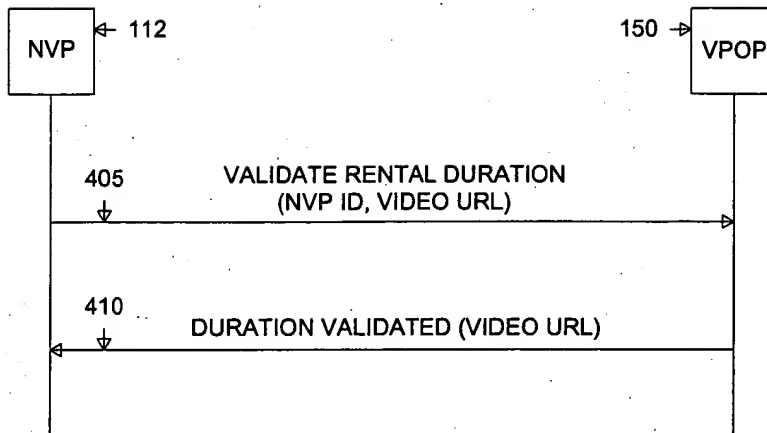 NVP
112
150
VPOP
405
VALIDATE RENTAL DURATION
(NVP ID, VIDEO URL)
410
DURATION VALIDATED (VIDEO URL)